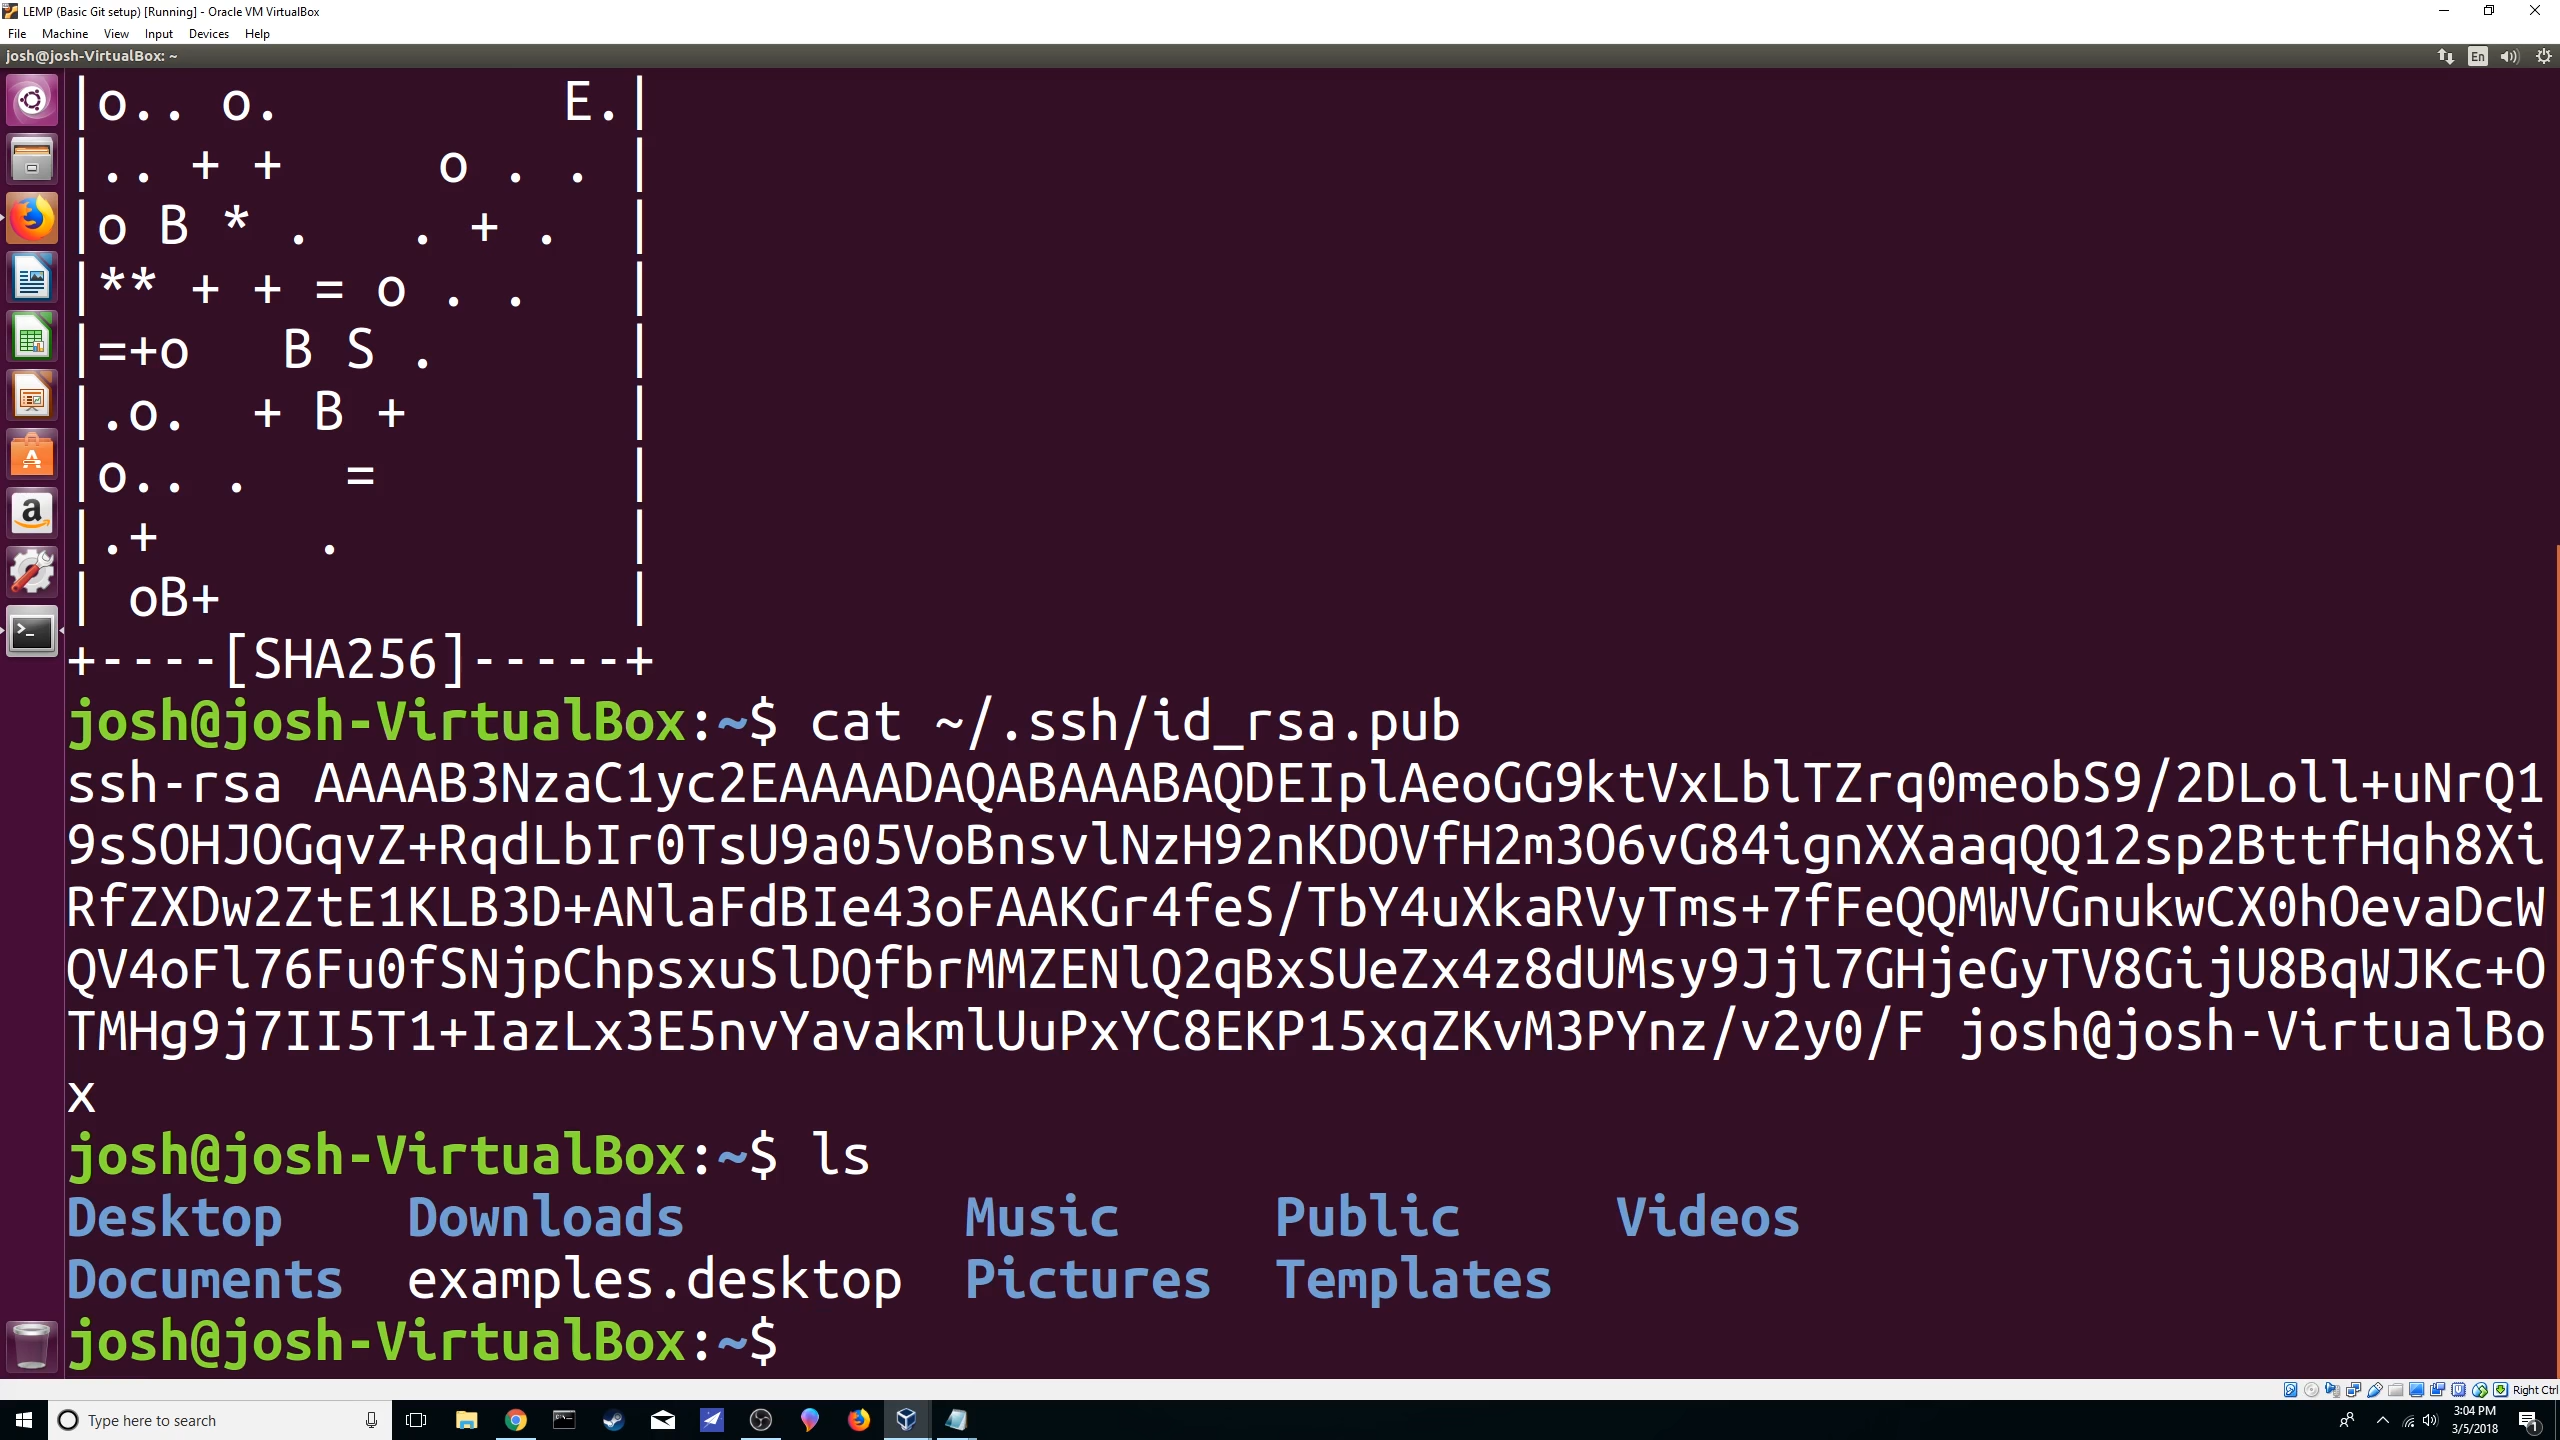 LEMP (Basic Git setup) [Running] - Oracle VM VirtualBox
File Machine View Input Devices Help
josh@josh-VirtualBox: ~
En
|o.. o.         E.|
|.. + +     o . . |
|o B * .   . + .  |
|** + + = o . .   |
|=+o   B S .      |
|.o.  + B +       |
|o.. .   =        |
|.+     .         |
| oB+             |
+----[SHA256]-----+
josh@josh-VirtualBox:~$ cat ~/.ssh/id_rsa.pub
ssh-rsa AAAAB3NzaC1yc2EAAAADAQABAAABAQDEIplAeoGG9ktVxLblTZrq0meobS9/2DLoll+uNrQ1
9sSOHJOGqvZ+RqdLbIr0TsU9a05VoBnsvlNzH92nKDOVfH2m3O6vG84ignXXaaqQQ12sp2BttfHqh8Xi
RfZXDw2ZtE1KLB3D+ANlaFdBIe43oFAAKGr4feS/TbY4uXkaRVyTms+7fFeQQMWVGnukwCX0hOevaDcW
QV4oFl76Fu0fSNjpChpsxuSlDQfbrMMZENlQ2qBxSUeZx4z8dUMsy9Jjl7GHjeGyTV8GijU8BqWJKc+O
TMHg9j7II5T1+IazLx3E5nvYavakmlUuPxYC8EKP15xqZKvM3PYnz/v2y0/F josh@josh-VirtualBo
x
josh@josh-VirtualBox:~$ ls
Desktop    Downloads         Music     Public     Videos
Documents  examples.desktop  Pictures  Templates
josh@josh-VirtualBox:~$
Right Ctrl
Type here to search
3:04 PM
3/5/2018
1